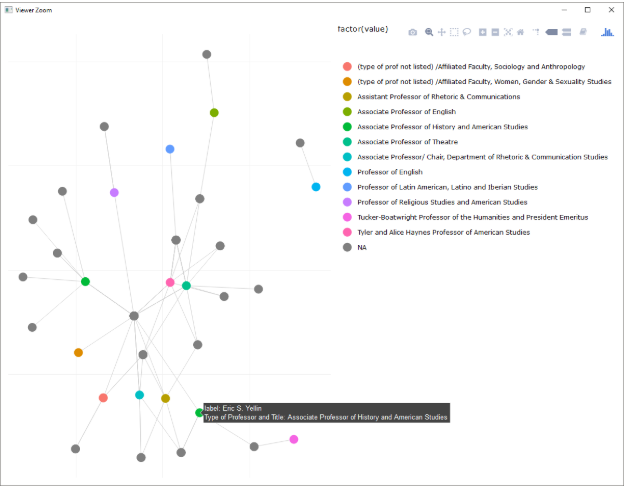 Viewer Zoom
factor(value)
(type of prof not listed) /Affiliated Faculty, Sociology and Anthropology
(type of prof not listed) /Affiliated Faculty, Women, Gender & Sexuality Studies
Assistant Professor of Rhetoric & Communications
Associate Professor of English
Associate Professor of History and American Studies
Associate Professor of Theatre
Associate Professor/ Chair, Department of Rhetoric & Communication Studies
Professor of English
Professor of Latin American, Latino and Iberian Studies
Professor of Religious Studies and American Studies
Tucker-Boatwright Professor of the Humanities and President Emeritus
Tyler and Alice Haynes Professor of American Studies
NA
label: Eric S. Yellin
Type of Professor and Title: Associate Professor of History and American Studies